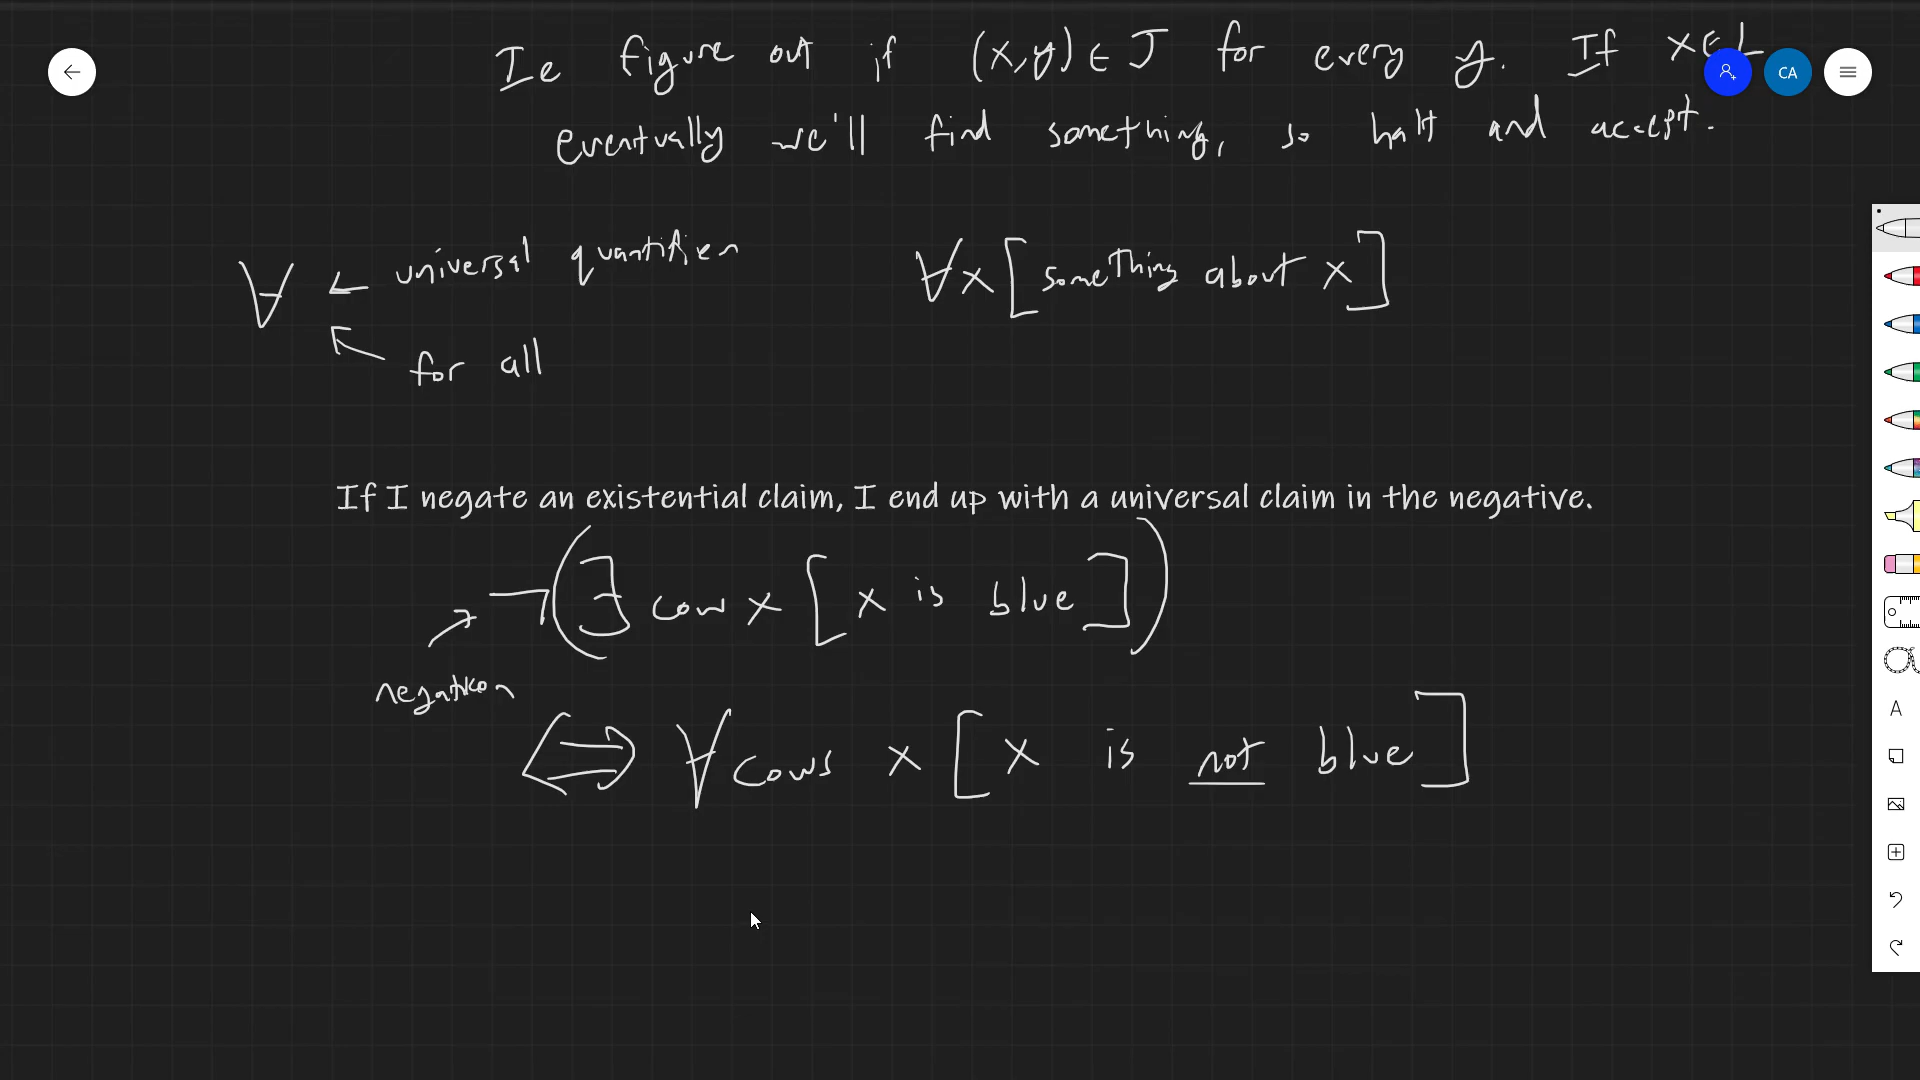 Ie figure out if (x,y) ∈ J for every y. If x ∈ L
eventually we'll find something, so halt and accept.
CA
∀ ← universal quantifier
for all
∀x [something about x]
If I negate an existential claim, I end up with a universal claim in the negative.
¬(∃ cow x [x is blue])
negation
⟺ ∀ cows x [x is not blue]
A